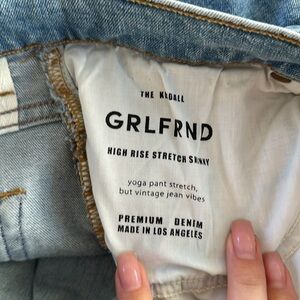 THE KEDALL
GRLFRND
HIGH RISE STRETCH SKINNY
yoga pant stretch,
but vintage jean vibes
PREMIUM DENIM
MADE IN LOS ANGELES